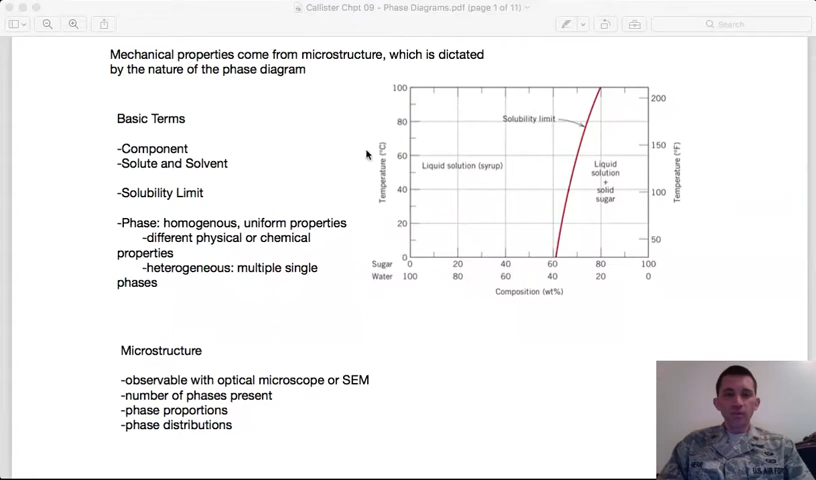 Callister Chpt 09 - Phase Diagrams.pdf (page 1 of 11)
Search
Mechanical properties come from microstructure, which is dictated
by the nature of the phase diagram
Basic Terms
-Component
-Solute and Solvent
-Solubility Limit
-Phase: homogenous, uniform properties
-different physical or chemical
properties
-heterogeneous: multiple single
phases
Microstructure
-observable with optical microscope or SEM
-number of phases present
-phase proportions
-phase distributions
100
80
60
40
20
0
Temperature (°C)
Solubility limit
Liquid solution (syrup)
Liquid
solution
+
solid
sugar
200
150
100
50
Temperature (°F)
Sugar 0 20 40 60 80 100
Water 100 80 60 40 20 0
Composition (wt%)
U.S. AIR FORCE